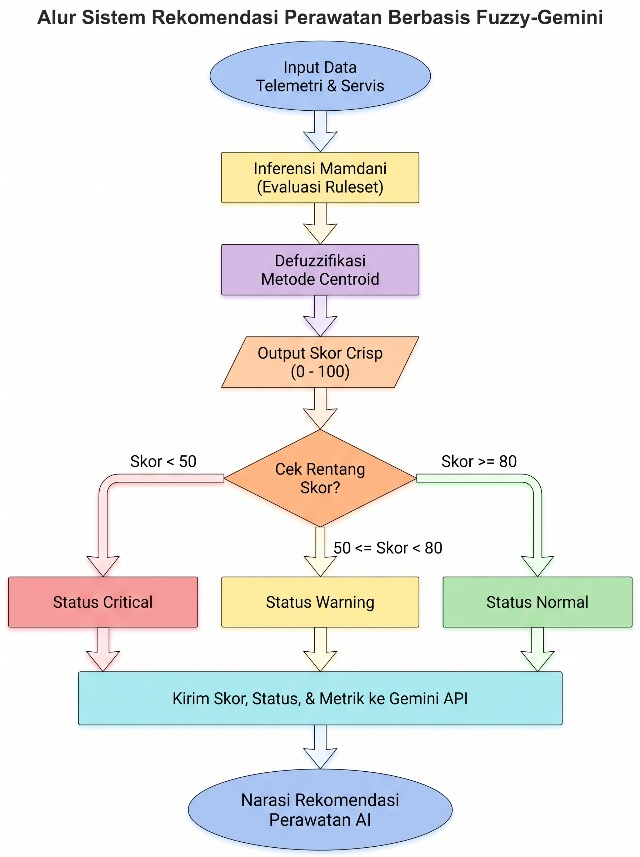 Alur Sistem Rekomendasi Perawatan Berbasis Fuzzy-Gemini
Input Data
Telemetri & Servis
Inferensi Mamdani
(Evaluasi Ruleset)
Defuzzifikasi
Metode Centroid
Output Skor Crisp
(0 - 100)
Cek Rentang
Skor?
Skor < 50
Skor >= 80
50 <= Skor < 80
Status Critical
Status Warning
Status Normal
Kirim Skor, Status, & Metrik ke Gemini API
Narasi Rekomendasi
Perawatan AI